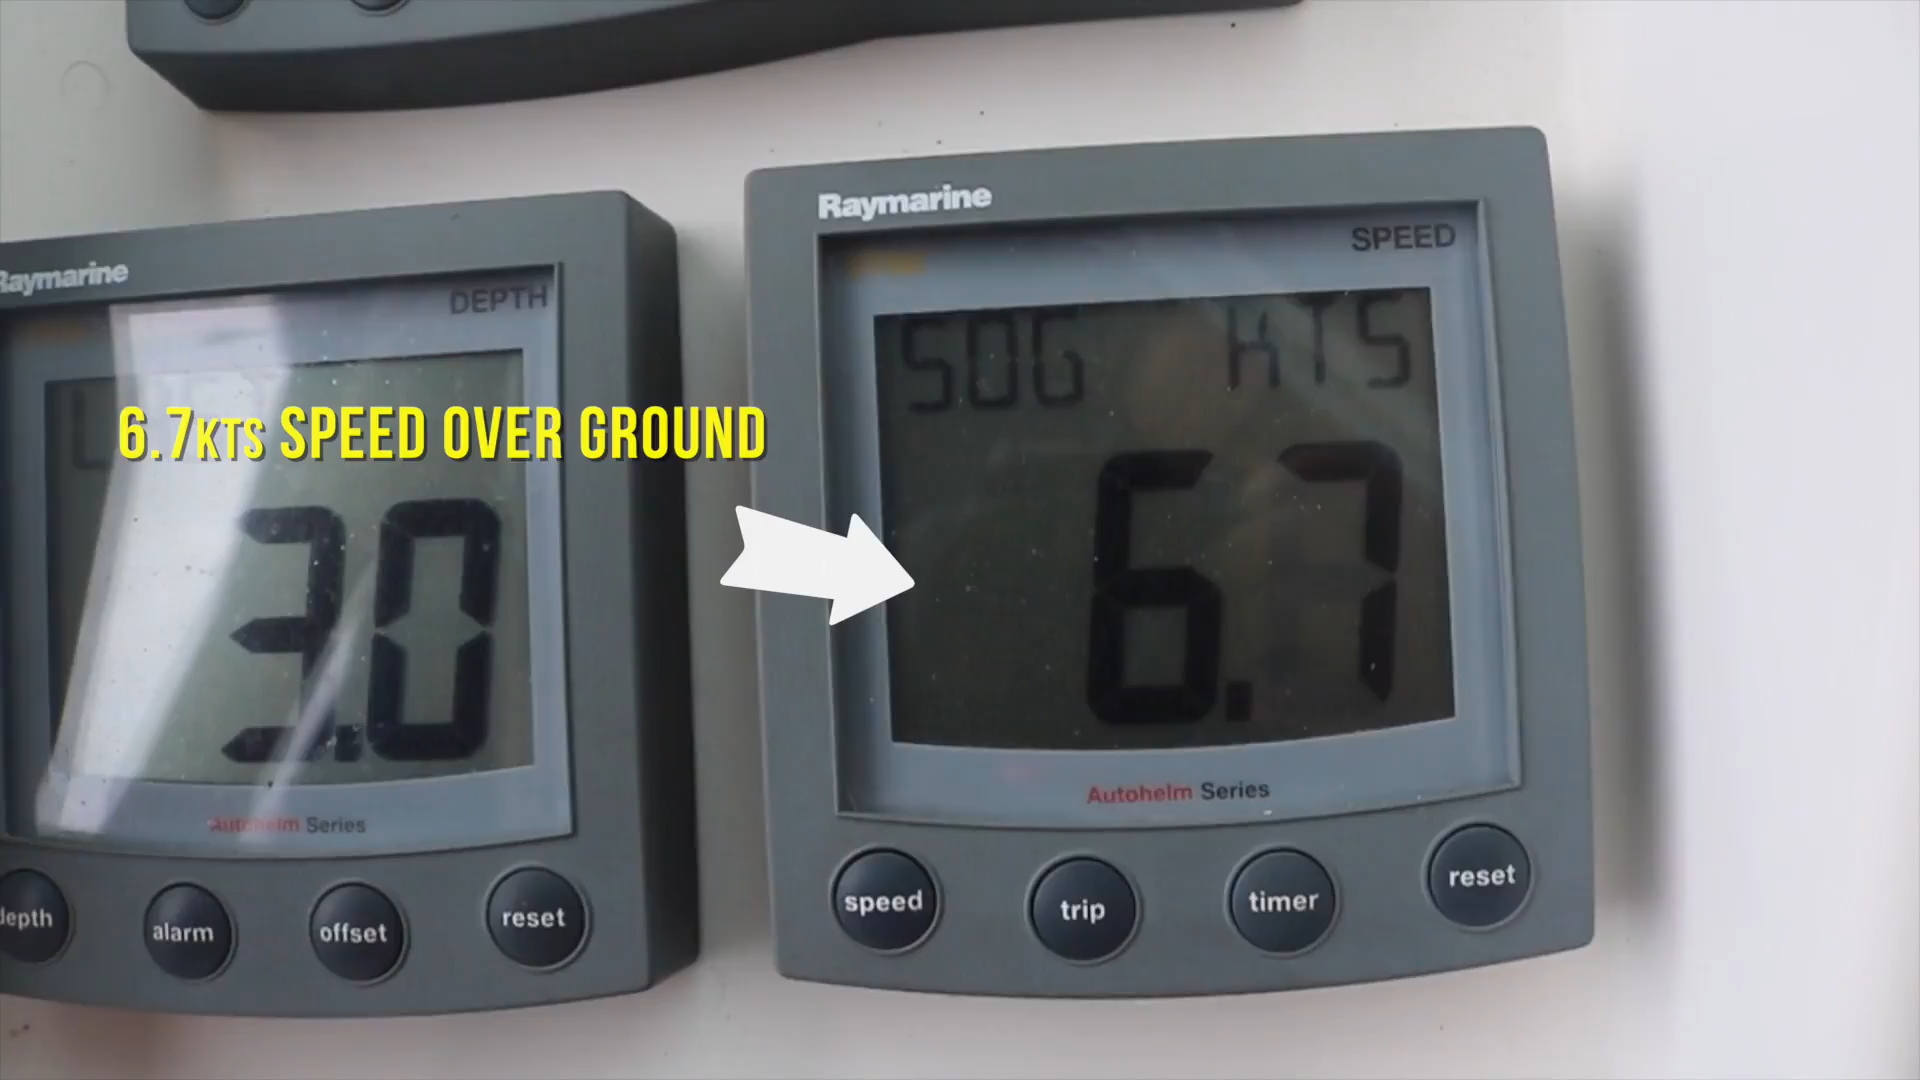 Raymarine
DEPTH
3.0
Autohelm Series
depth
alarm
offset
reset
6.7KTS SPEED OVER GROUND
Raymarine
SPEED
SOG KTS
6.7
Autohelm Series
speed
trip
timer
reset